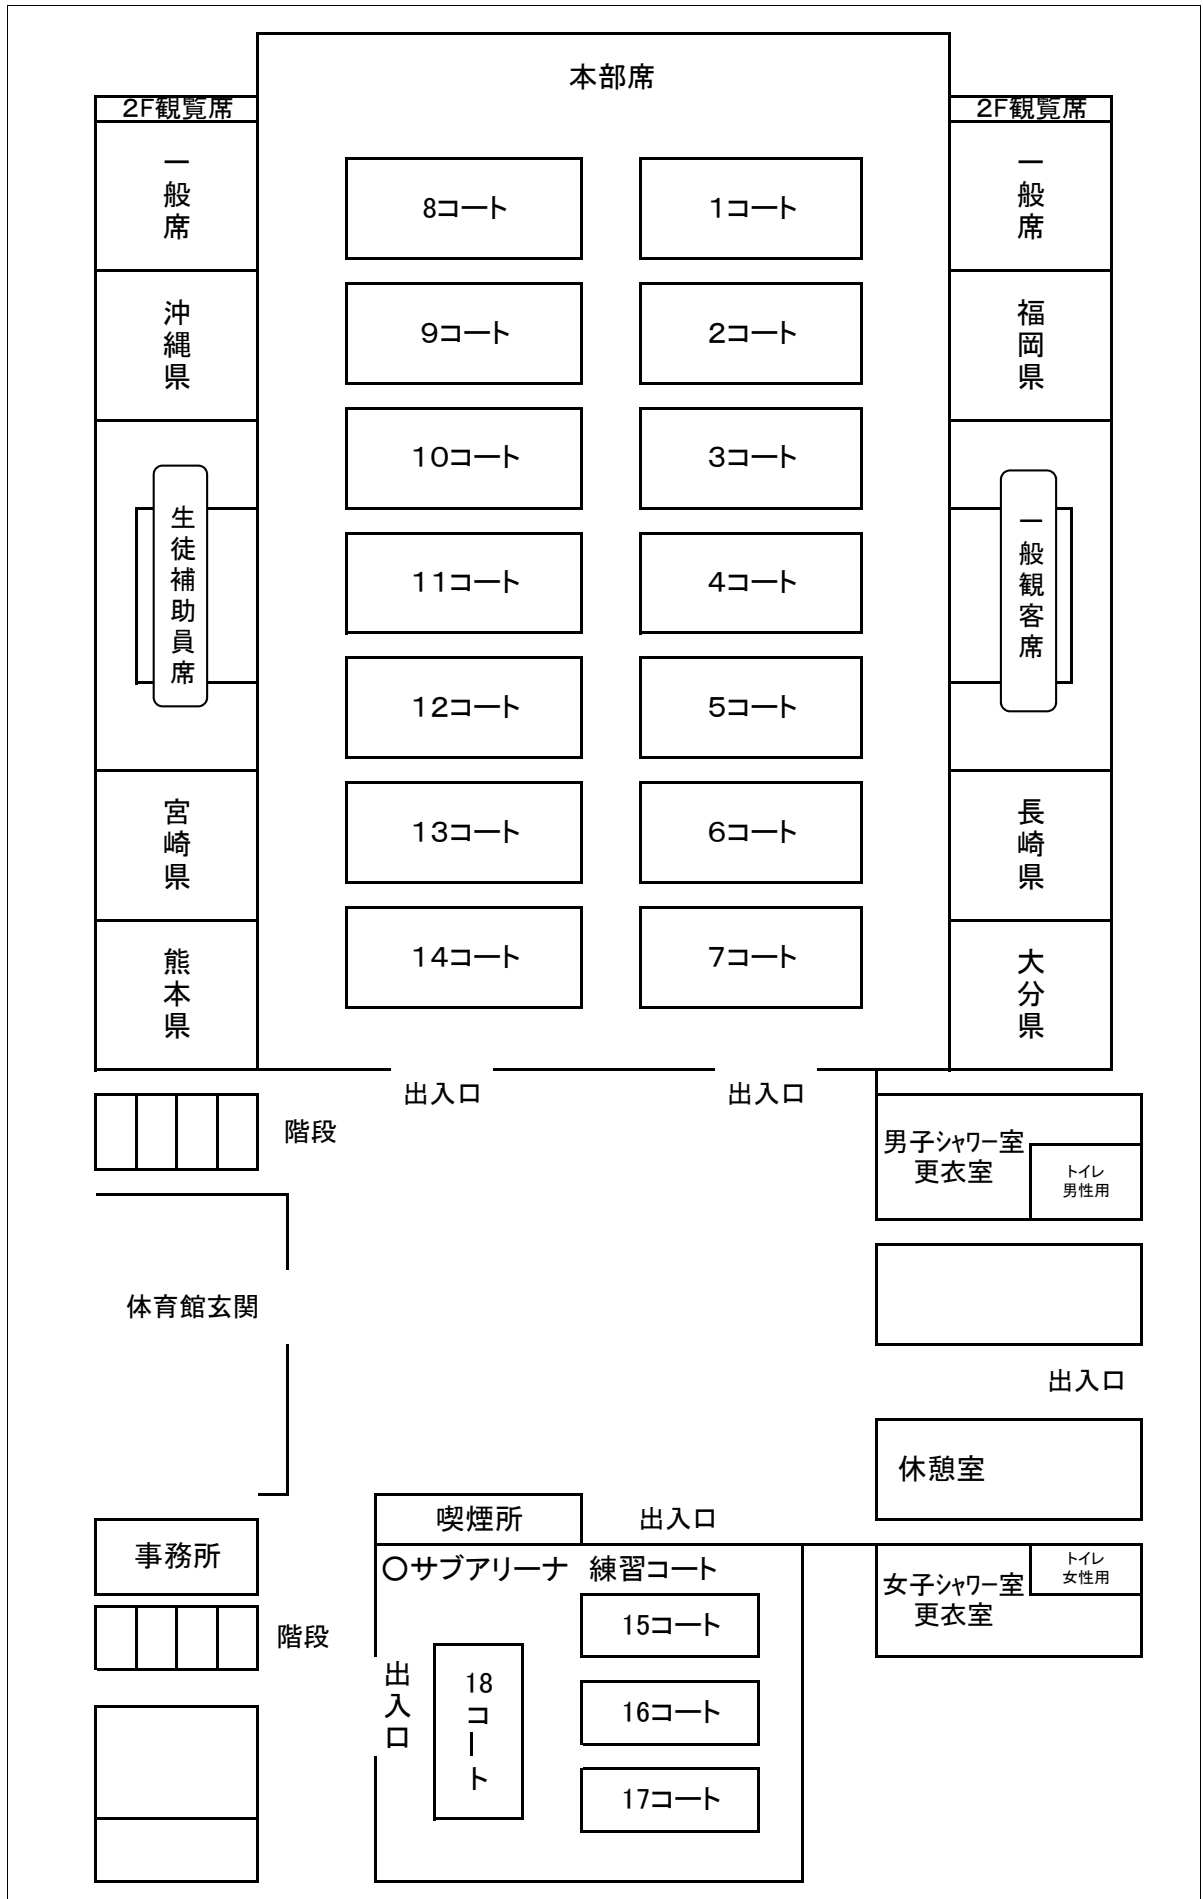 本部席
2F観覧席
2F観覧席
一般席
8コート
1コート
一般席
沖縄県
9コート
2コート
福岡県
10コート
3コート
生徒補助員席
11コート
4コート
一般観客席
12コート
5コート
宮崎県
13コート
6コート
長崎県
熊本県
14コート
7コート
大分県
出入口
出入口
階段
男子シャワー室
更衣室
トイレ
男性用
体育館玄関
出入口
休憩室
喫煙所
出入口
事務所
○サブアリーナ 練習コート
女子シャワー室
更衣室
トイレ
女性用
階段
出入口
18コート
15コート
16コート
17コート